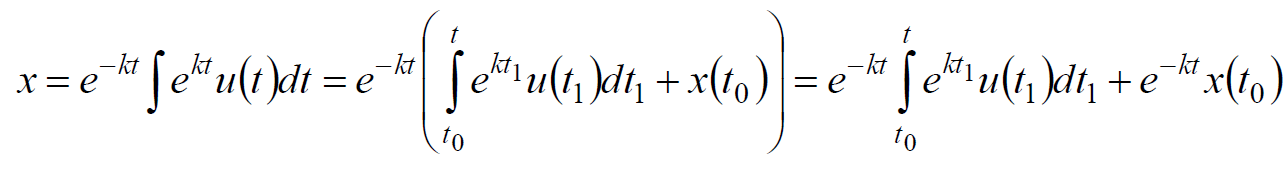 x = e^{-kt} ∫ e^{kt} u(t)dt = e^{-kt} ( ∫_{t_0}^{t} e^{kt_1} u(t_1)dt_1 + x(t_0) ) = e^{-kt} ∫_{t_0}^{t} e^{kt_1} u(t_1)dt_1 + e^{-kt} x(t_0)